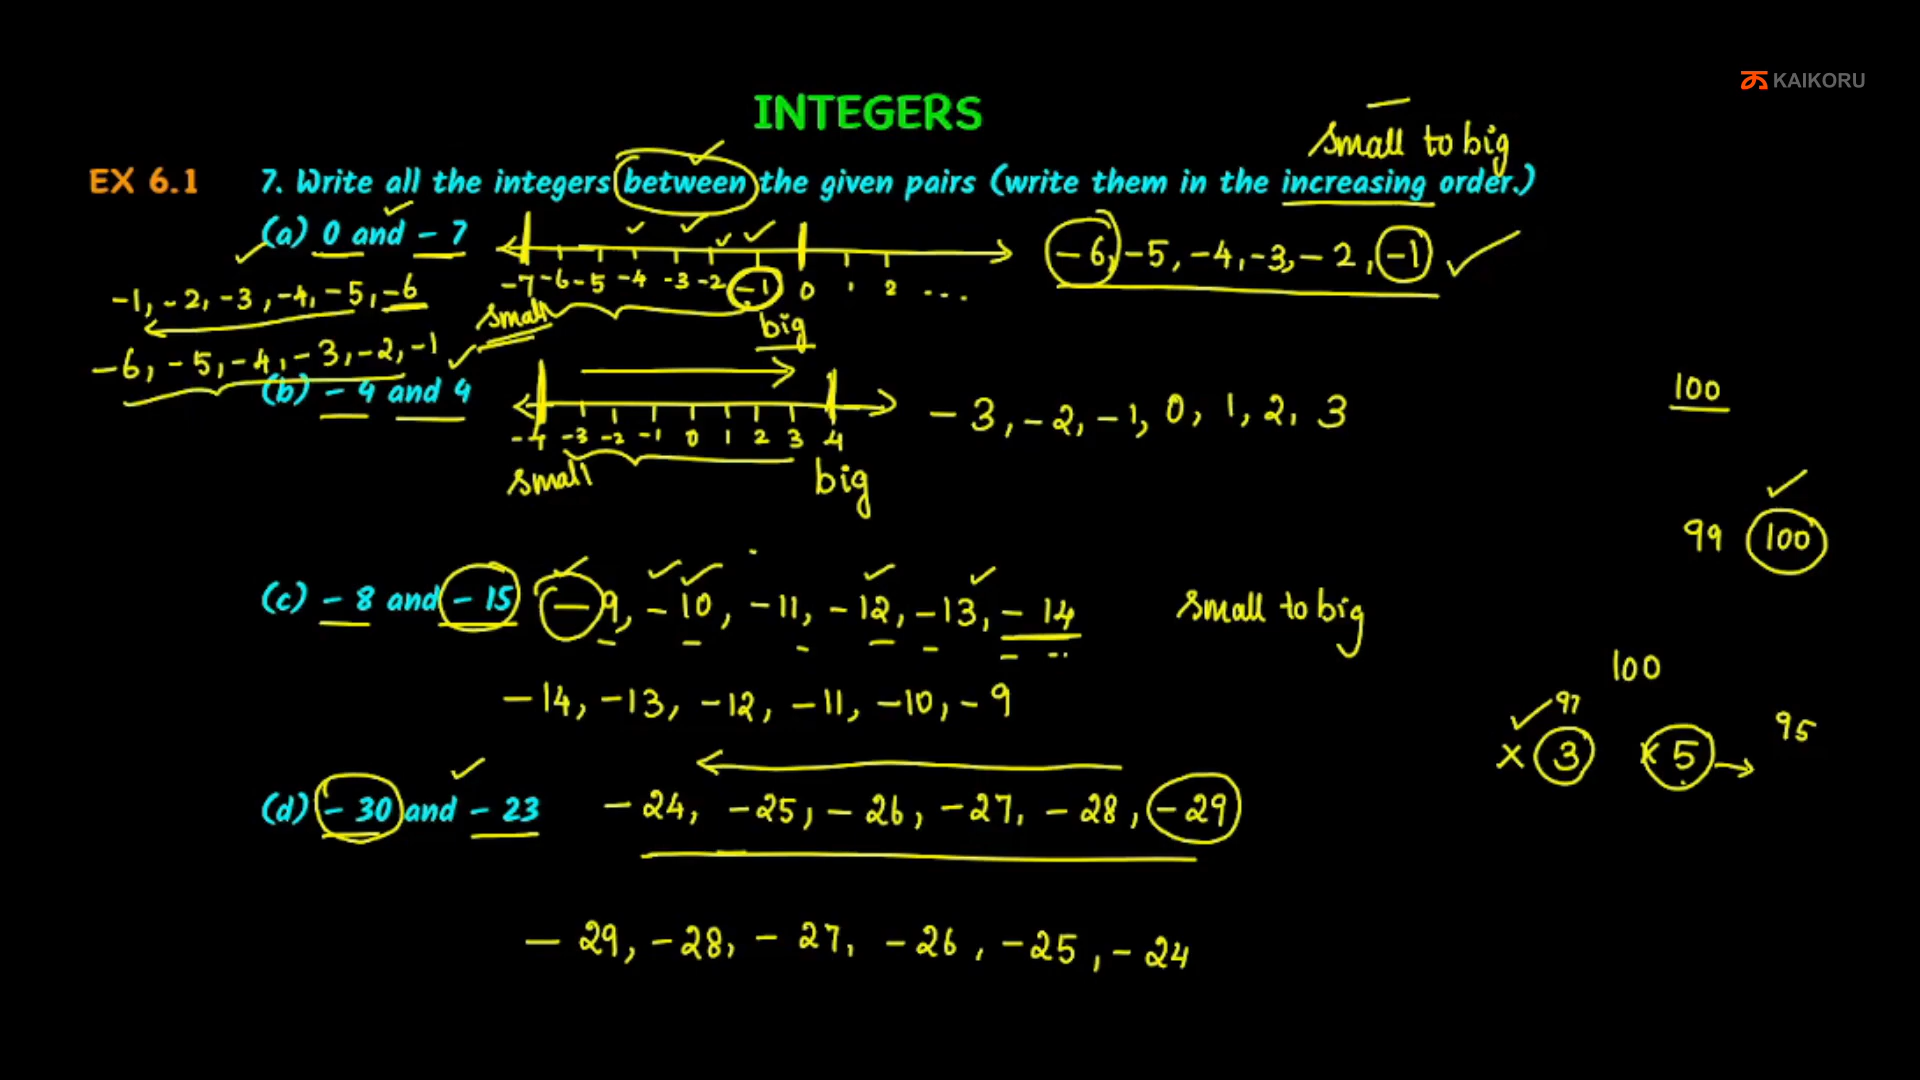 KAIKORU
INTEGERS
small to big
EX 6.1 7. Write all the integers between the given pairs (write them in the increasing order.)
(a) 0 and - 7
-7 -6 -5 -4 -3 -2 -1 0 1 2 ...
-6, -5, -4, -3, -2, -1
-1, -2, -3, -4, -5, -6
small
big
-6, -5, -4, -3, -2, -1
(b) - 4 and 4
-4 -3 -2 -1 0 1 2 3 4
-3, -2, -1, 0, 1, 2, 3
small
big
100
99 100
(c) - 8 and - 15
-9, -10, -11, -12, -13, -14
small to big
-14, -13, -12, -11, -10, -9
100
97
95
× 3 × 5
(d) - 30 and - 23
-24, -25, -26, -27, -28, -29
-29, -28, -27, -26, -25, -24